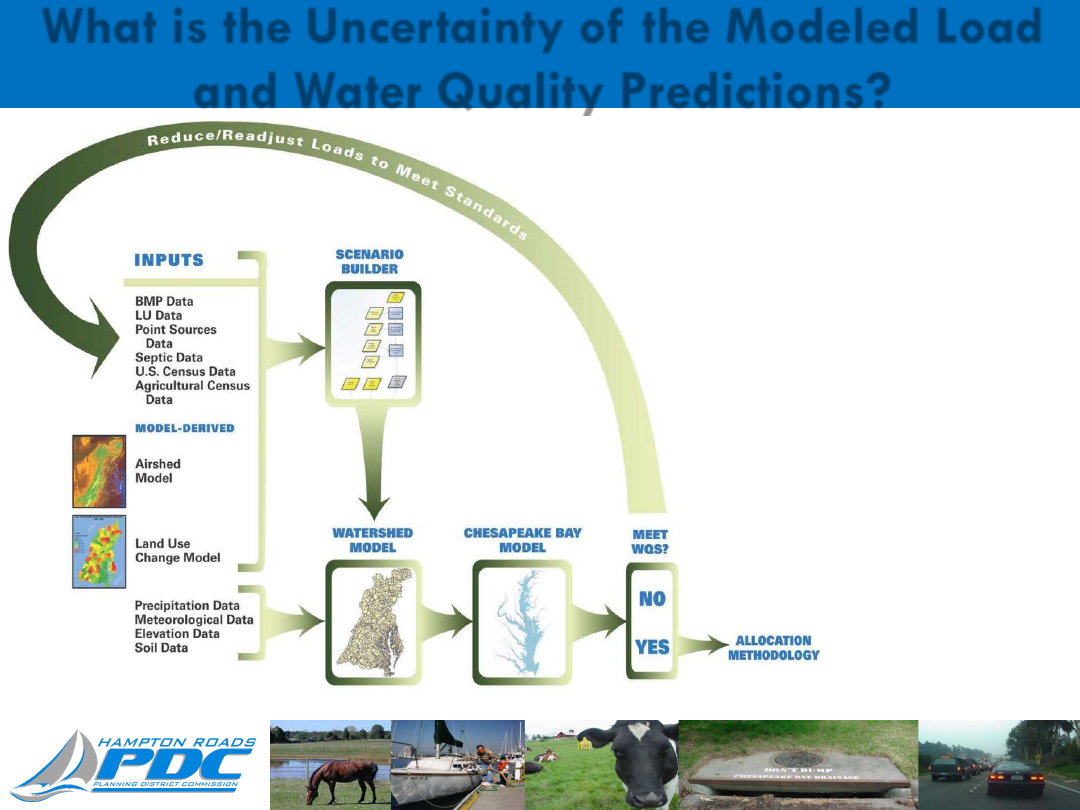 What is the Uncertainty of the Modeled Load
and Water Quality Predictions?
Reduce/Readjust Loads to Meet Standards
INPUTS
BMP Data
LU Data
Point Sources
Data
Septic Data
U.S. Census Data
Agricultural Census
Data
MODEL-DERIVED
Airshed
Model
Land Use
Change Model
Precipitation Data
Meteorological Data
Elevation Data
Soil Data
SCENARIO
BUILDER
WATERSHED
MODEL
CHESAPEAKE BAY
MODEL
MEET
WQS?
NO
YES
ALLOCATION
METHODOLOGY
HAMPTON ROADS
PDC
PLANNING DISTRICT COMMISSION
DON'T DUMP
CHESAPEAKE BAY DRAINAGE